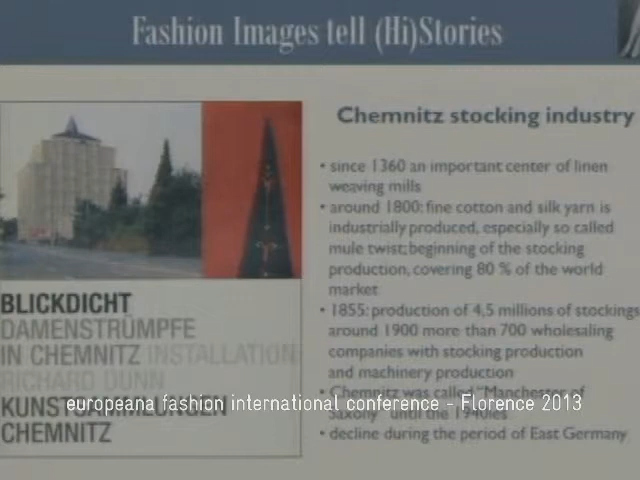 Fashion Images tell (Hi)Stories
Chemnitz stocking industry
• since 1360 an important center of linen
weaving mills
• around 1800: fine cotton and silk yarn is
industrially produced, especially so called
mule twist; beginning of the stocking
production, covering 80 % of the world
market
• 1855: production of 4,5 millions of stockings
around 1900 more than 700 wholesaling
companies with stocking production
and machinery production
• Chemnitz was called "Manchester of
Saxony" until the 1940ies
• decline during the period of East Germany
BLICKDICHT
DAMENSTRÜMPFE
IN CHEMNITZ INSTALLATION
RICHARD DUNN
KUNSTSAMMLUNGEN
CHEMNITZ
europeana fashion international conference - Florence 2013